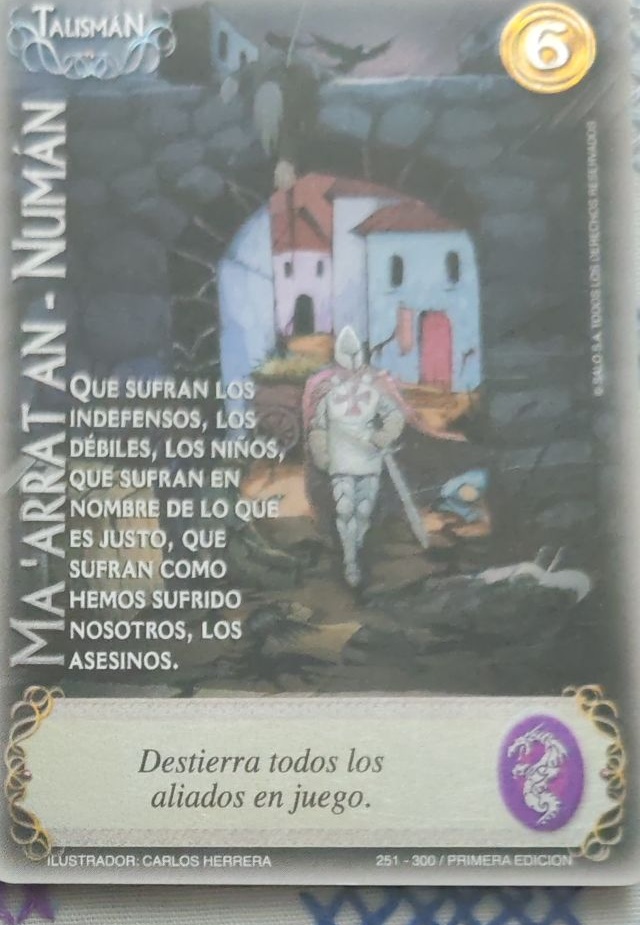 TALISMÁN
6
MA'ARRAT AN - NUMÁN
QUE SUFRAN LOS
INDEFENSOS, LOS
DÉBILES, LOS NIÑOS,
QUE SUFRAN EN
NOMBRE DE LO QUE
ES JUSTO, QUE
SUFRAN COMO
HEMOS SUFRIDO
NOSOTROS, LOS
ASESINOS.
© SALO S.A. TODOS LOS DERECHOS RESERVADOS
Destierra todos los
aliados en juego.
ILUSTRADOR: CARLOS HERRERA
251 - 300 / PRIMERA EDICION